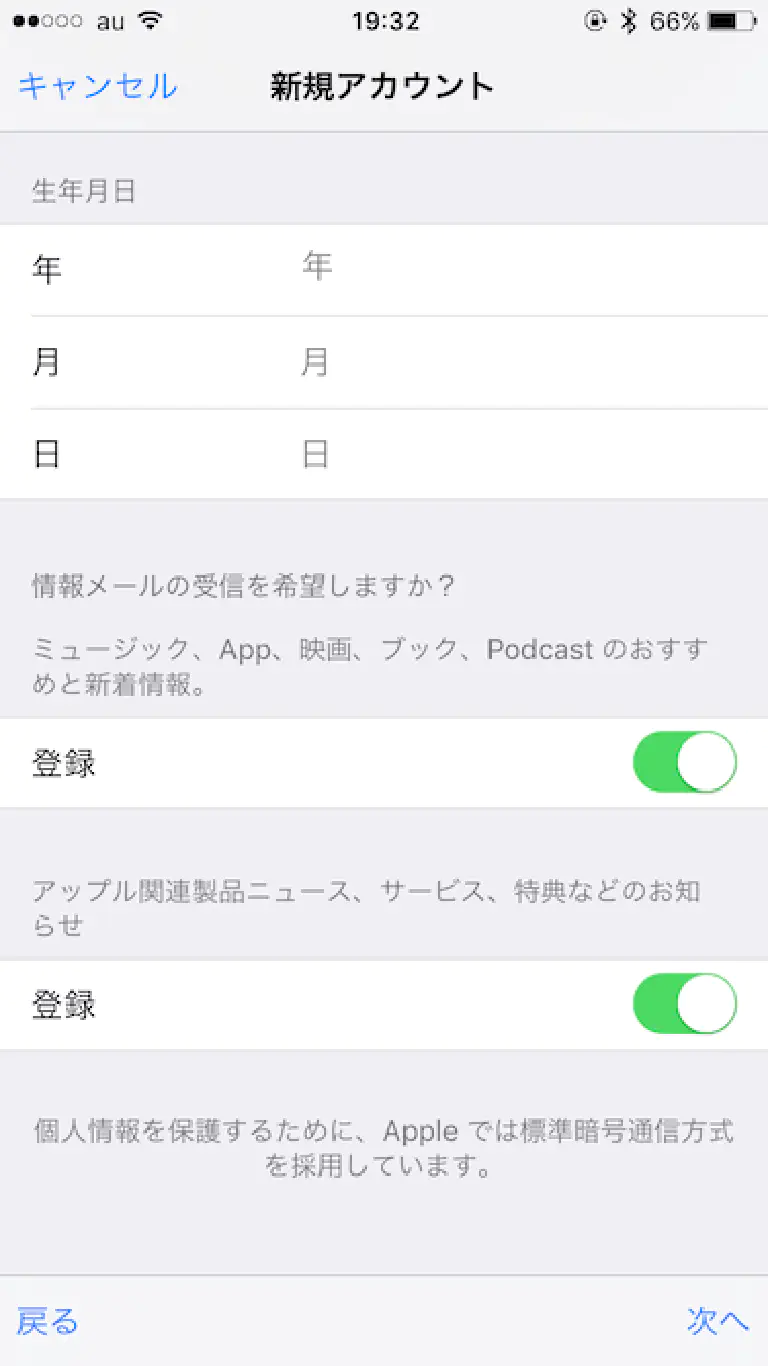 au 19:32 66%
キャンセル 新規アカウント
生年月日
年 年
月 月
日 日
情報メールの受信を希望しますか？
ミュージック、App、映画、ブック、Podcast のおすす
めと新着情報。
登録
アップル関連製品ニュース、サービス、特典などのお知
らせ
登録
個人情報を保護するために、Apple では標準暗号通信方式
を採用しています。
戻る 次へ